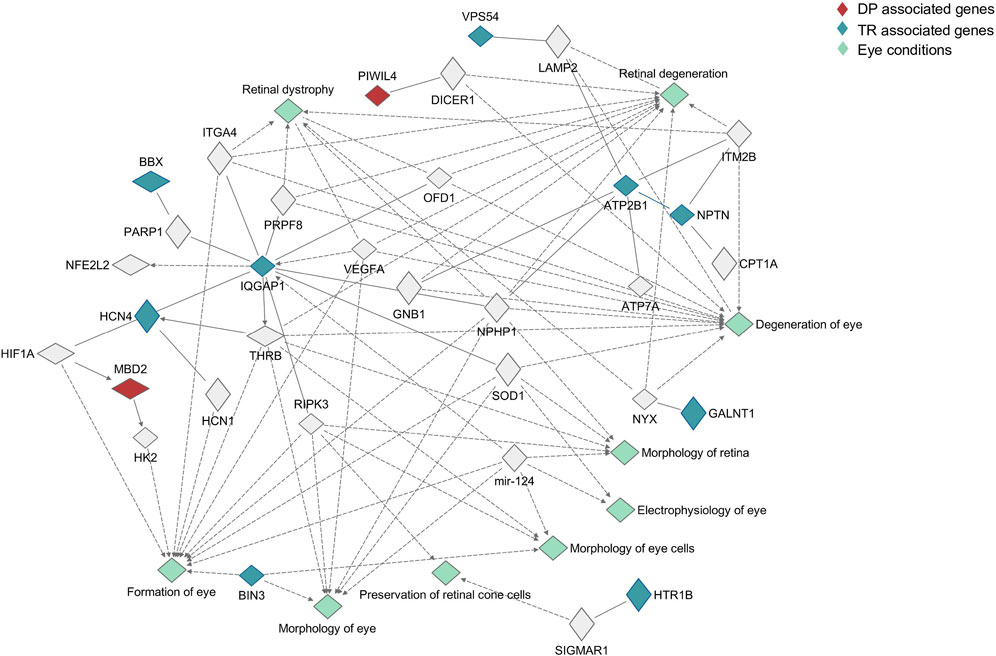 DP associated genes
TR associated genes
Eye conditions
VPS54
LAMP2
PIWIL4
DICER1
Retinal degeneration
Retinal dystrophy
ITGA4
ITM2B
BBX
OFD1
ATP2B1
NPTN
PRPF8
PARP1
NFE2L2
IQGAP1
VEGFA
CPT1A
GNB1
ATP7A
HCN4
NPHP1
Degeneration of eye
HIF1A
THRB
MBD2
SOD1
HCN1
RIPK3
NYX
GALNT1
HK2
Morphology of retina
mir-124
Electrophysiology of eye
Morphology of eye cells
Formation of eye
BIN3
Preservation of retinal cone cells
HTR1B
Morphology of eye
SIGMAR1